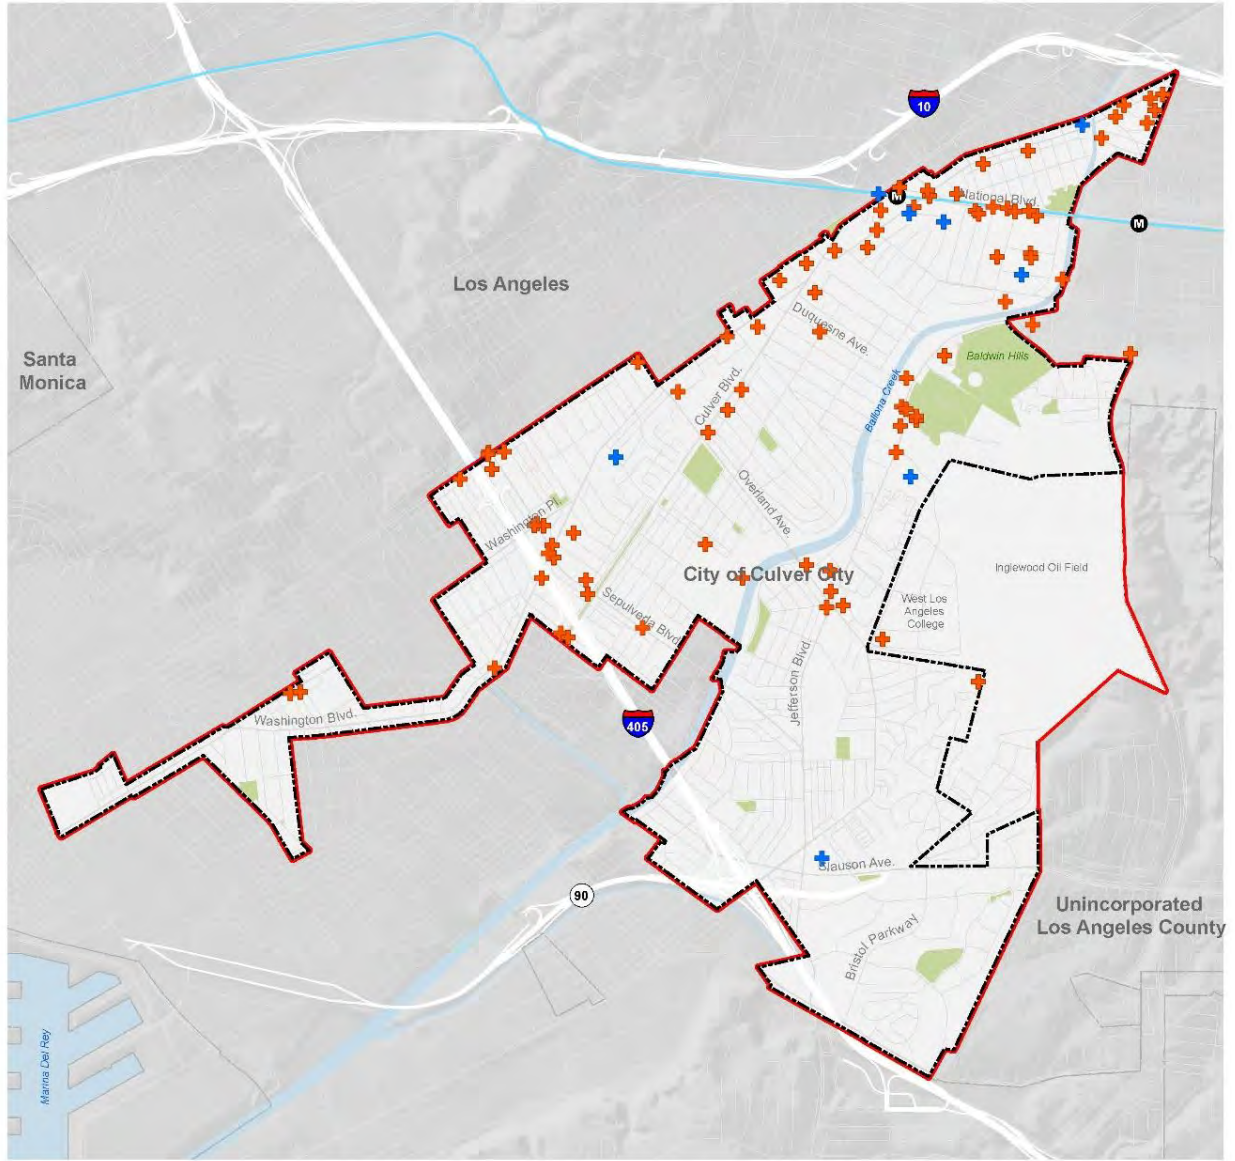 10
M
National Blvd.
M
Los Angeles
Duquesne Ave.
Santa
Monica
Baldwin Hills
Culver Blvd.
Ballona Creek
Overland Ave.
Washington Pl.
City of Culver City
Inglewood Oil Field
West Los
Angeles
College
Sepulveda Blvd.
Jefferson Blvd.
Washington Blvd.
405
Slauson Ave.
90
Unincorporated
Los Angeles County
Bristol Parkway
Marina Del Rey